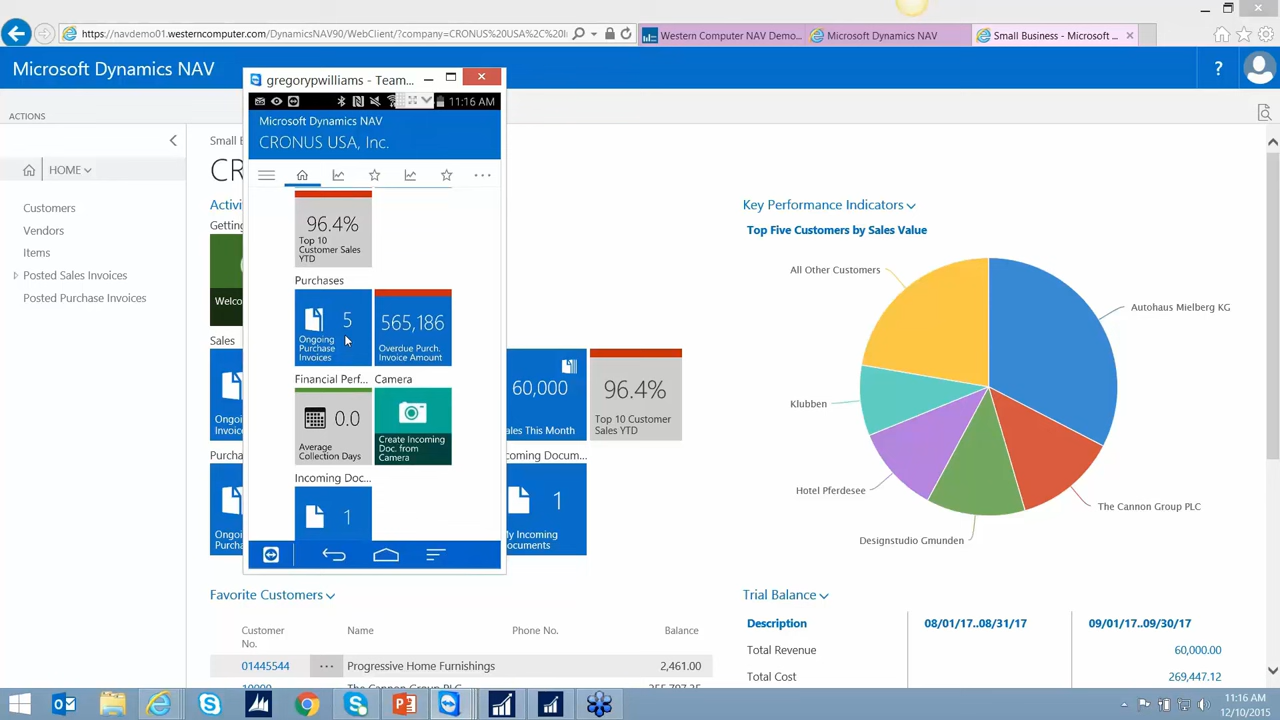 https://navdemo01.westerncomputer.com/DynamicsNAV90/WebClient/?company=CRONUS%20USA%2C%20I
Western Computer NAV Demo...
Microsoft Dynamics NAV
Small Business - Microsoft ...
Microsoft Dynamics NAV
?
ACTIONS
HOME
Customers
Vendors
Items
Posted Sales Invoices
Posted Purchase Invoices
Small B
CR
Activi
Getting
Welco
Sales
Ongoi
Invoic
Purcha
Ongoi
Purcha
gregorypwilliams - Team...
11:16 AM
Microsoft Dynamics NAV
CRONUS USA, Inc.
96.4%
Top 10
Customer Sales
YTD
Purchases
5
Ongoing
Purchase
Invoices
565,186
Overdue Purch.
Invoice Amount
Financial Perf...
Camera
0.0
Average
Collection Days
Create Incoming
Doc. from
Camera
Incoming Doc...
1
60,000
ales This Month
96.4%
Top 10 Customer
Sales YTD
coming Docum...
1
My Incoming
Documents
Key Performance Indicators
Top Five Customers by Sales Value
All Other Customers
Autohaus Mielberg KG
Klubben
Hotel Pferdesee
The Cannon Group PLC
Designstudio Gmunden
Favorite Customers
Customer
No.
Name
Phone No.
Balance
01445544
Progressive Home Furnishings
2,461.00
10000
The Cannon Group PLC
Trial Balance
Description
08/01/17..08/31/17
09/01/17..09/30/17
Total Revenue
60,000.00
Total Cost
269,447.12
11:16 AM
12/10/2015